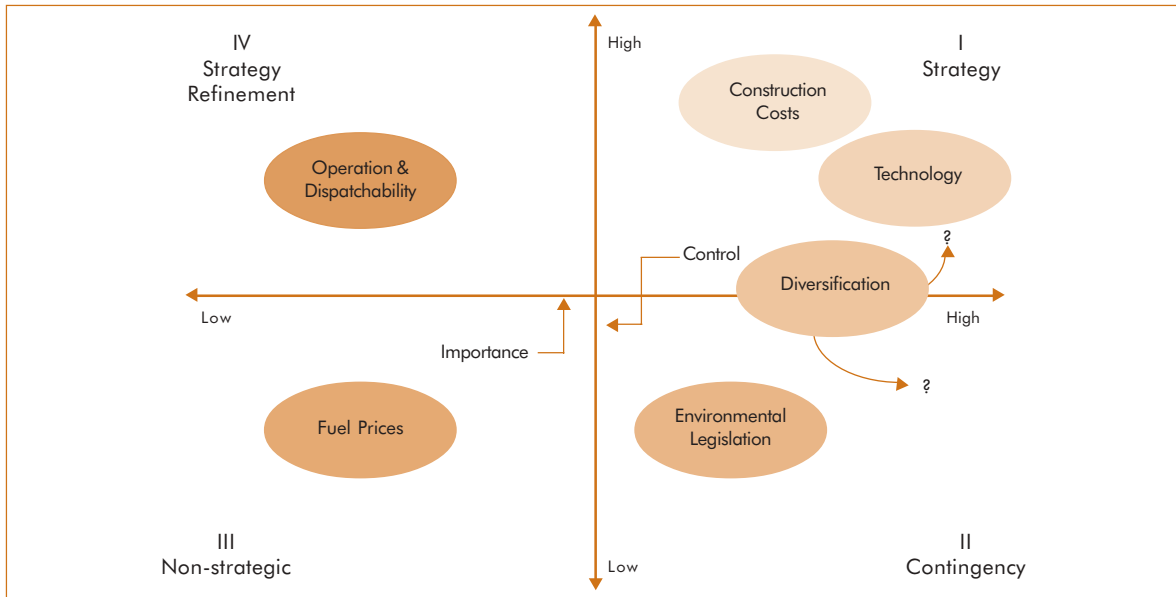 IV
Strategy
Refinement
High
I
Strategy
Construction
Costs
Operation &
Dispatchability
Technology
?
Control
Diversification
Low
High
Importance
?
Fuel Prices
Environmental
Legislation
III
Non-strategic
Low
II
Contingency